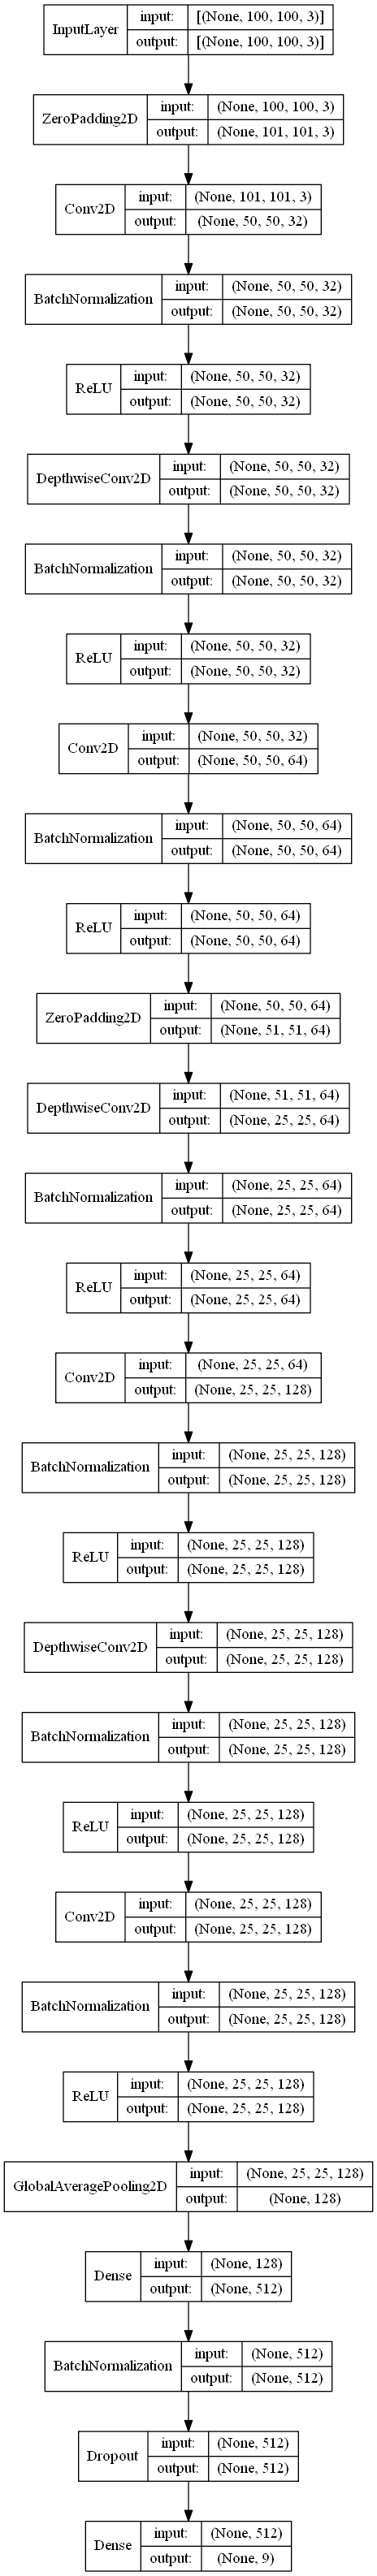 InputLayer input: [(None, 100, 100, 3)]
output: [(None, 100, 100, 3)]
ZeroPadding2D input: (None, 100, 100, 3)
output: (None, 101, 101, 3)
Conv2D input: (None, 101, 101, 3)
output: (None, 50, 50, 32)
BatchNormalization input: (None, 50, 50, 32)
output: (None, 50, 50, 32)
ReLU input: (None, 50, 50, 32)
output: (None, 50, 50, 32)
DepthwiseConv2D input: (None, 50, 50, 32)
output: (None, 50, 50, 32)
BatchNormalization input: (None, 50, 50, 32)
output: (None, 50, 50, 32)
ReLU input: (None, 50, 50, 32)
output: (None, 50, 50, 32)
Conv2D input: (None, 50, 50, 32)
output: (None, 50, 50, 64)
BatchNormalization input: (None, 50, 50, 64)
output: (None, 50, 50, 64)
ReLU input: (None, 50, 50, 64)
output: (None, 50, 50, 64)
ZeroPadding2D input: (None, 50, 50, 64)
output: (None, 51, 51, 64)
DepthwiseConv2D input: (None, 51, 51, 64)
output: (None, 25, 25, 64)
BatchNormalization input: (None, 25, 25, 64)
output: (None, 25, 25, 64)
ReLU input: (None, 25, 25, 64)
output: (None, 25, 25, 64)
Conv2D input: (None, 25, 25, 64)
output: (None, 25, 25, 128)
BatchNormalization input: (None, 25, 25, 128)
output: (None, 25, 25, 128)
ReLU input: (None, 25, 25, 128)
output: (None, 25, 25, 128)
DepthwiseConv2D input: (None, 25, 25, 128)
output: (None, 25, 25, 128)
BatchNormalization input: (None, 25, 25, 128)
output: (None, 25, 25, 128)
ReLU input: (None, 25, 25, 128)
output: (None, 25, 25, 128)
Conv2D input: (None, 25, 25, 128)
output: (None, 25, 25, 128)
BatchNormalization input: (None, 25, 25, 128)
output: (None, 25, 25, 128)
ReLU input: (None, 25, 25, 128)
output: (None, 25, 25, 128)
GlobalAveragePooling2D input: (None, 25, 25, 128)
output: (None, 128)
Dense input: (None, 128)
output: (None, 512)
BatchNormalization input: (None, 512)
output: (None, 512)
Dropout input: (None, 512)
output: (None, 512)
Dense input: (None, 512)
output: (None, 9)